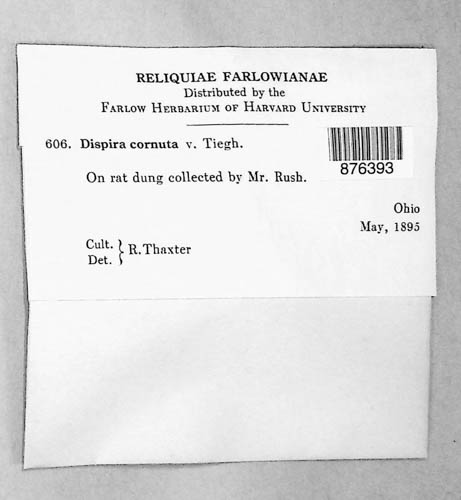 RELIQUIAE FARLOWIANAE
Distributed by the
FARLOW HERBARIUM OF HARVARD UNIVERSITY
606. Dispira cornuta v. Tiegh.
876393
On rat dung collected by Mr. Rush.
Ohio
May, 1895
Cult. } R. Thaxter
Det.